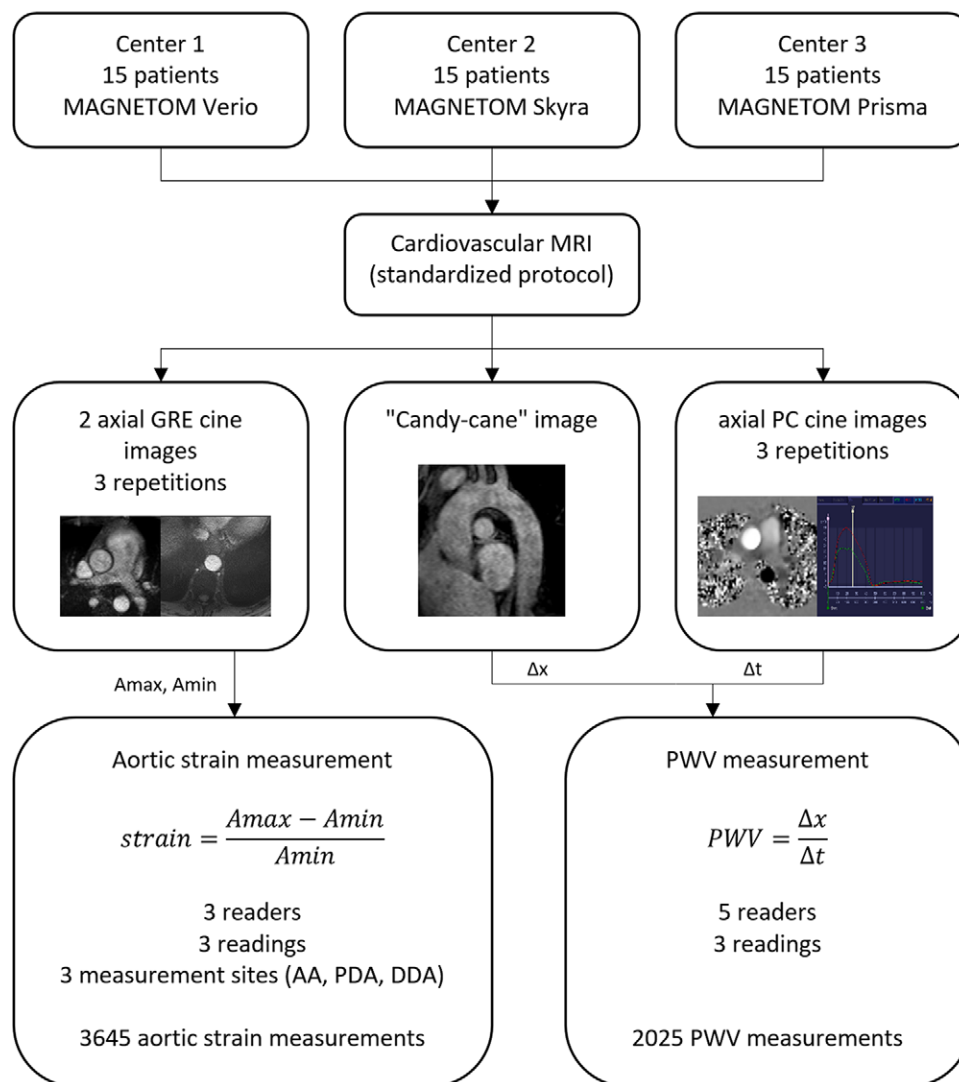 Center 1
15 patients
MAGNETOM Verio
Center 2
15 patients
MAGNETOM Skyra
Center 3
15 patients
MAGNETOM Prisma
Cardiovascular MRI
(standardized protocol)
2 axial GRE cine
images
3 repetitions
"Candy-cane" image
axial PC cine images
3 repetitions
Amax, Amin
Δx
Δt
Aortic strain measurement
strain = (Amax − Amin) / Amin
3 readers
3 readings
3 measurement sites (AA, PDA, DDA)
3645 aortic strain measurements
PWV measurement
PWV = Δx / Δt
5 readers
3 readings
2025 PWV measurements